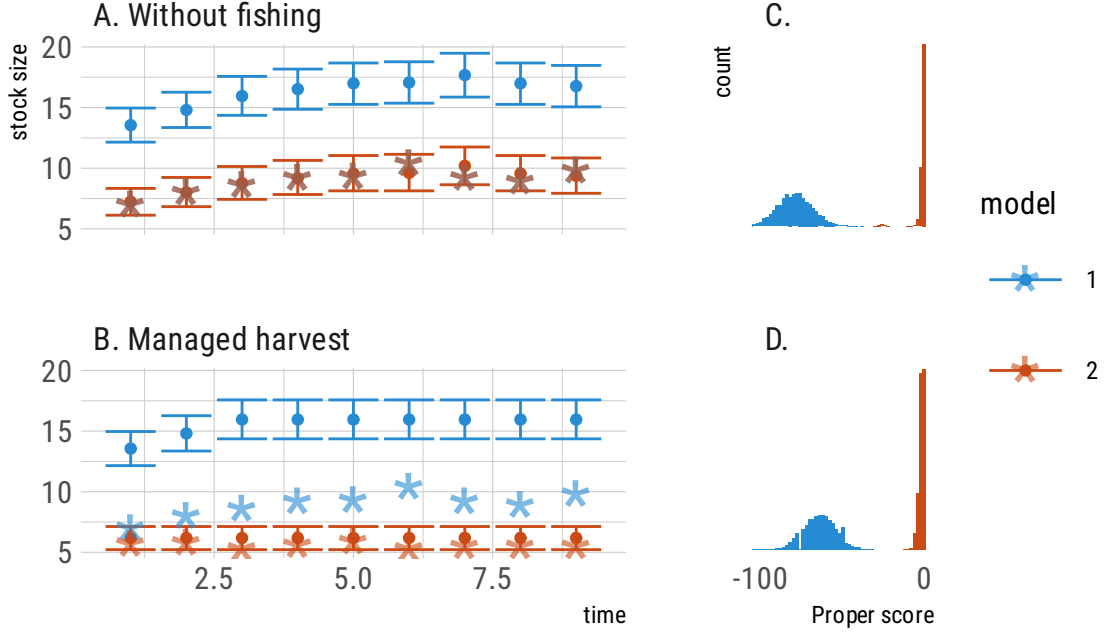 A. Without fishing
C.
stock size
20
15
10
5
count
model
1
2
B. Managed harvest
D.
20
15
10
5
2.5
5.0
7.5
time
-100
0
Proper score